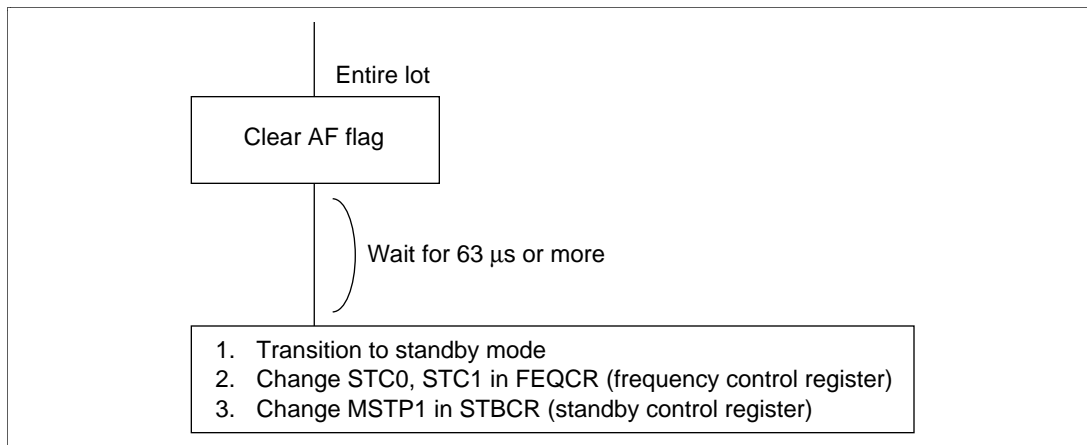 Entire lot
Clear AF flag
Wait for 63 μs or more
1. Transition to standby mode
2. Change STC0, STC1 in FEQCR (frequency control register)
3. Change MSTP1 in STBCR (standby control register)